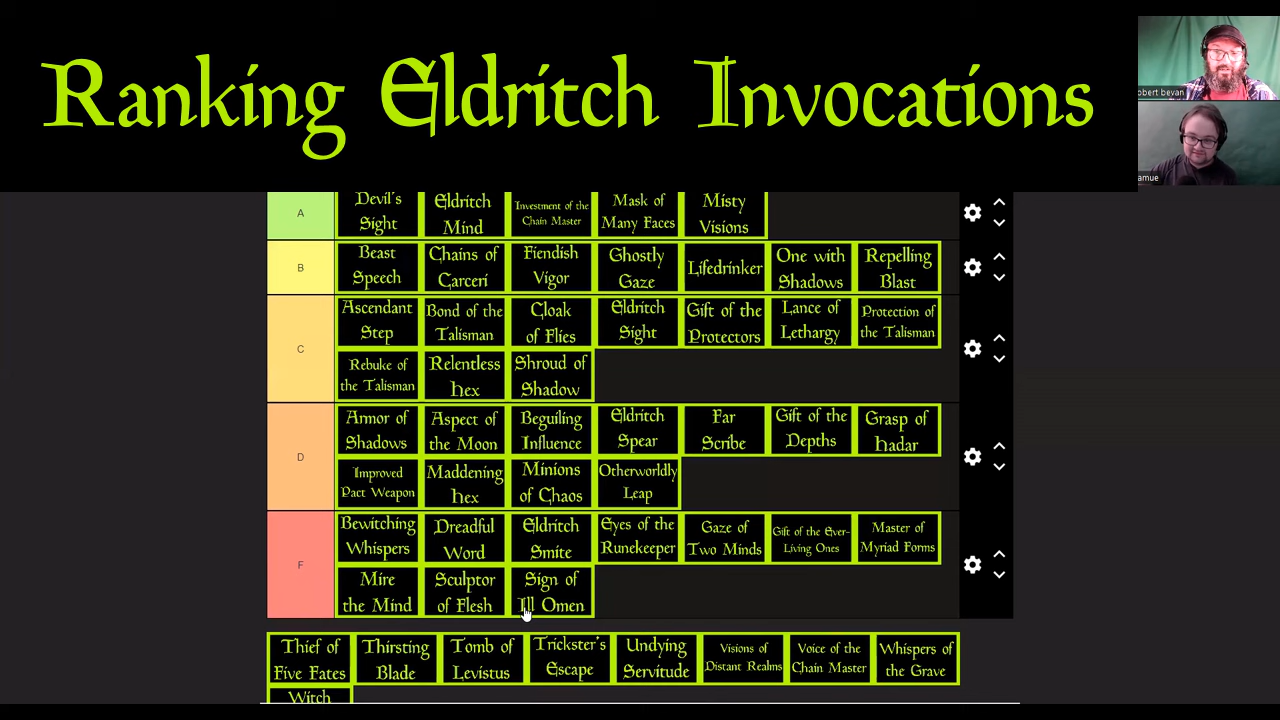 Ranking Eldritch Invocations
obert bevan
amue
A
Devil's Sight
Eldritch Mind
Investment of the Chain Master
Mask of Many Faces
Misty Visions
B
Beast Speech
Chains of Carceri
Fiendish Vigor
Ghostly Gaze
Lifedrinker
One with Shadows
Repelling Blast
C
Ascendant Step
Bond of the Talisman
Cloak of Flies
Eldritch Sight
Gift of the Protectors
Lance of Lethargy
Protection of the Talisman
Rebuke of the Talisman
Relentless Hex
Shroud of Shadow
D
Armor of Shadows
Aspect of the Moon
Beguiling Influence
Eldritch Spear
Far Scribe
Gift of the Depths
Grasp of Hadar
Improved Pact Weapon
Maddening Hex
Minions of Chaos
Otherworldly Leap
F
Bewitching Whispers
Dreadful Word
Eldritch Smite
Eyes of the Runekeeper
Gaze of Two Minds
Gift of the Ever-Living Ones
Master of Myriad Forms
Mire the Mind
Sculptor of Flesh
Sign of Ill Omen
Thief of Five Fates
Thirsting Blade
Tomb of Levistus
Trickster's Escape
Undying Servitude
Visions of Distant Realms
Voice of the Chain Master
Whispers of the Grave
Witch